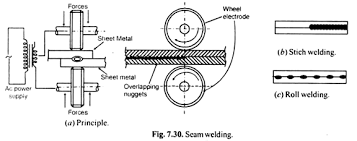 Forces
Wheel
electrode
Sheet Metal
(b) Stich welding.
Ac power
supply
Sheet metal
Overlapping
nuggets
Forces
(a) Principle.
(c) Roll welding.
Fig. 7.30. Seam welding.